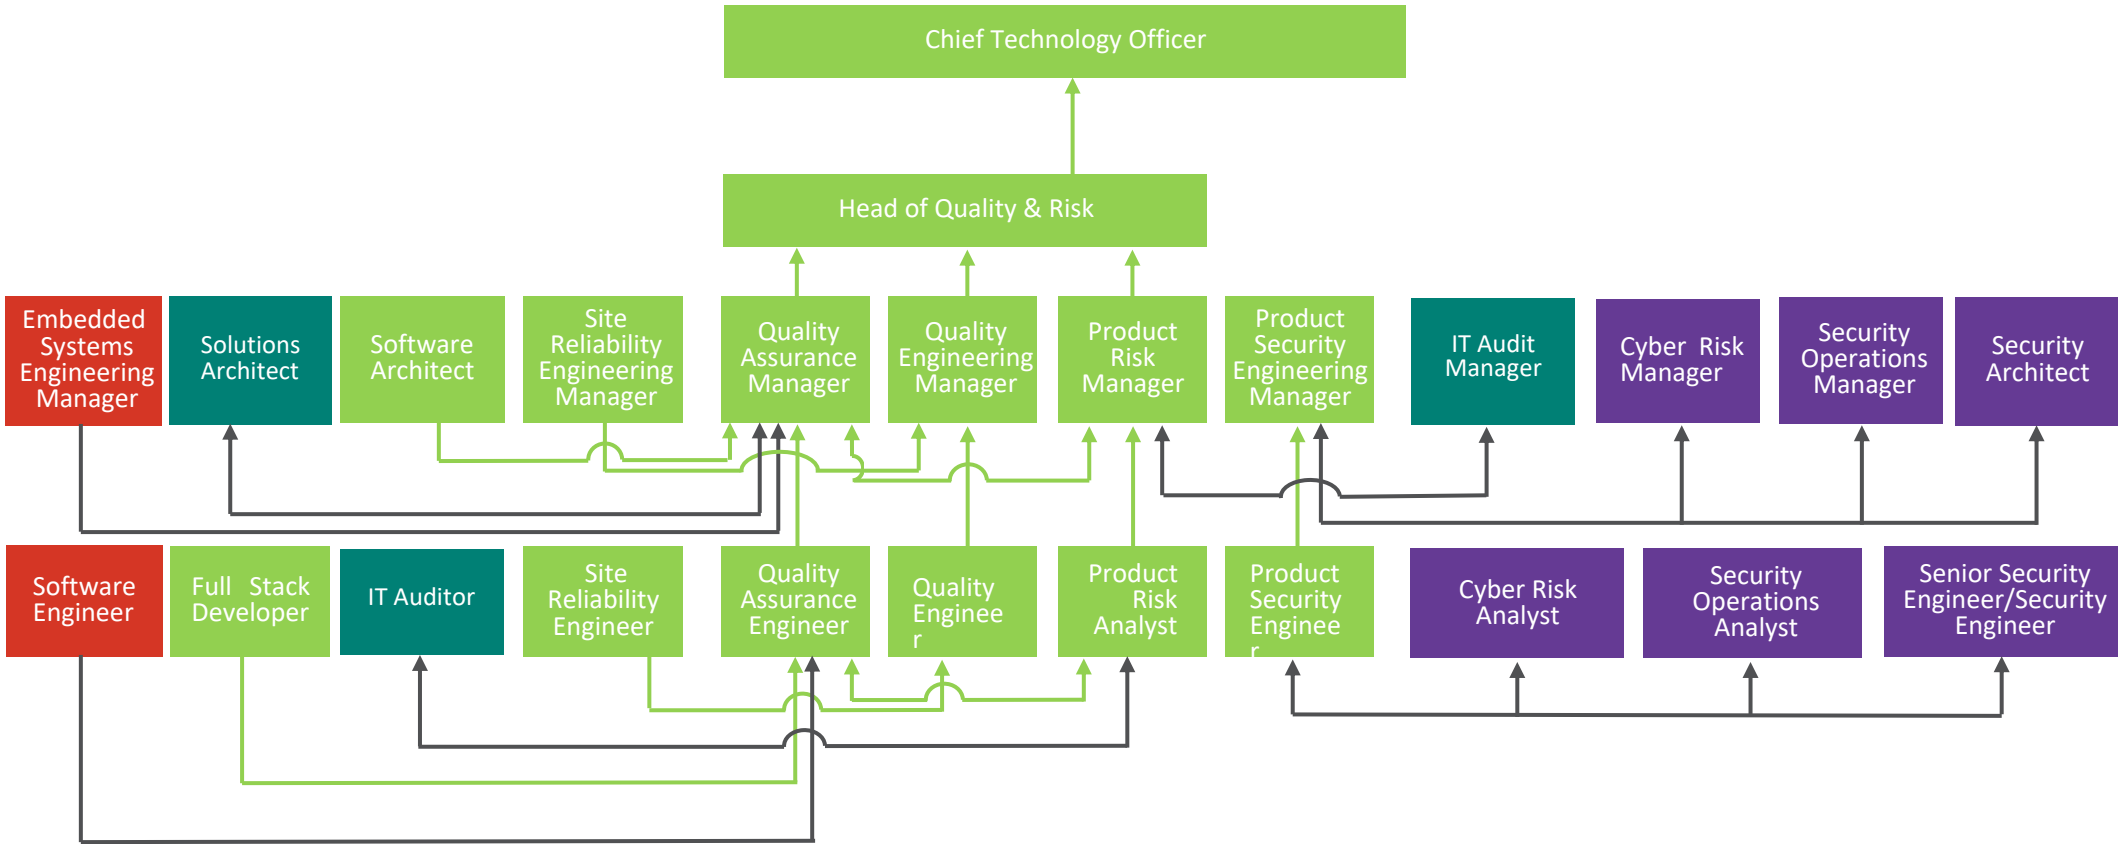 Chief Technology Officer
Head of Quality & Risk
Embedded
Systems
Engineering
Manager
Solutions
Architect
Software
Architect
Site
Reliability
Engineering
Manager
Quality
Assurance
Manager
Quality
Engineering
Manager
Product
Risk
Manager
Product
Security
Engineering
Manager
IT Audit
Manager
Cyber Risk
Manager
Security
Operations
Manager
Security
Architect
Software
Engineer
Full Stack
Developer
IT Auditor
Site
Reliability
Engineer
Quality
Assurance
Engineer
Quality
Enginee
r
Product
Risk
Analyst
Product
Security
Enginee
r
Cyber Risk
Analyst
Security
Operations
Analyst
Senior Security
Engineer/Security
Engineer